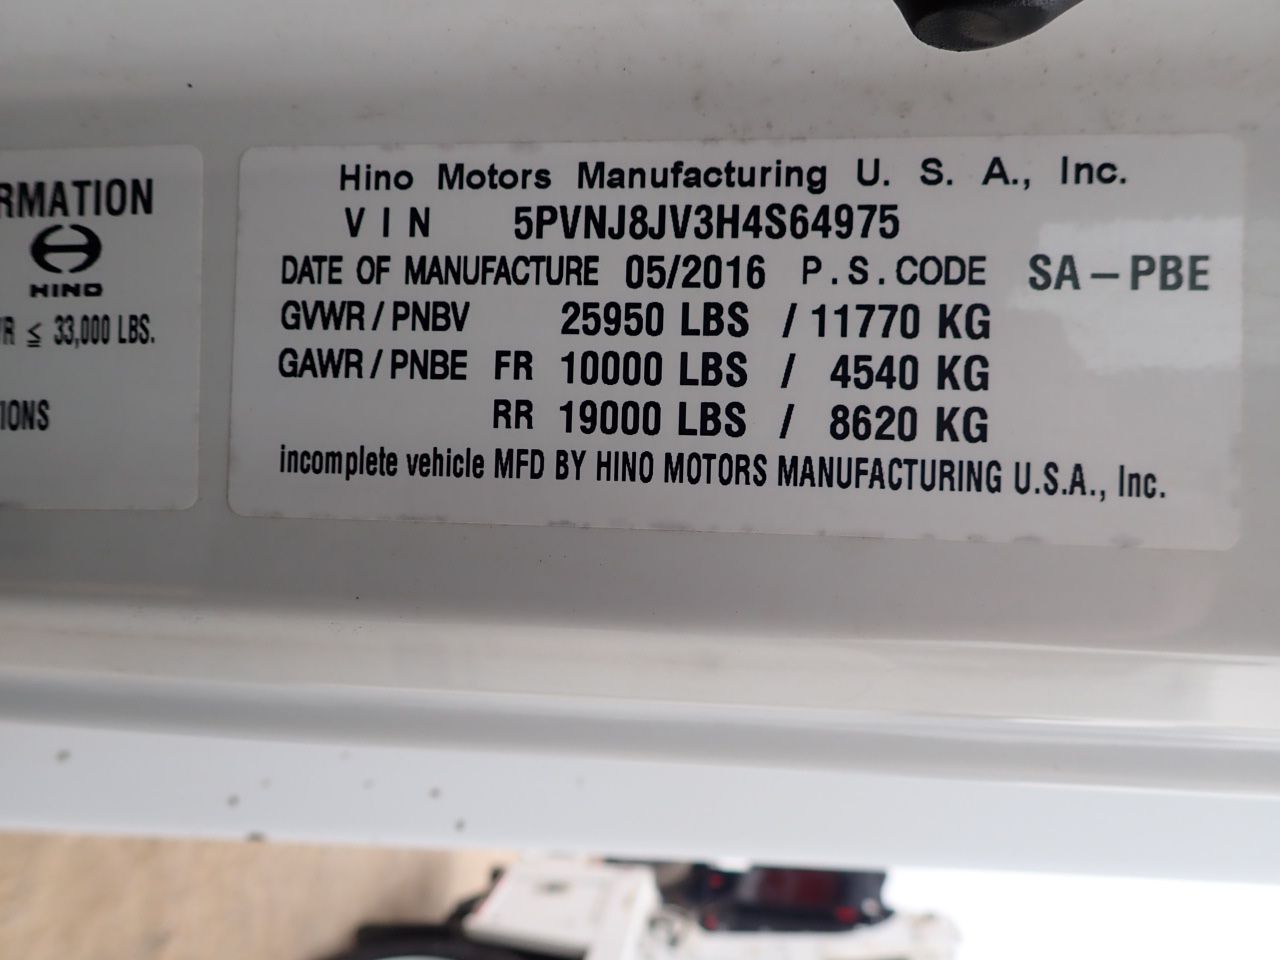 RMATION
HINO
R ≦ 33,000 LBS.
IONS
Hino Motors Manufacturing U. S. A., Inc.
VIN 5PVNJ8JV3H4S64975
DATE OF MANUFACTURE 05/2016 P.S.CODE SA-PBE
GVWR/PNBV 25950 LBS / 11770 KG
GAWR/PNBE FR 10000 LBS / 4540 KG
RR 19000 LBS / 8620 KG
incomplete vehicle MFD BY HINO MOTORS MANUFACTURING U.S.A., Inc.